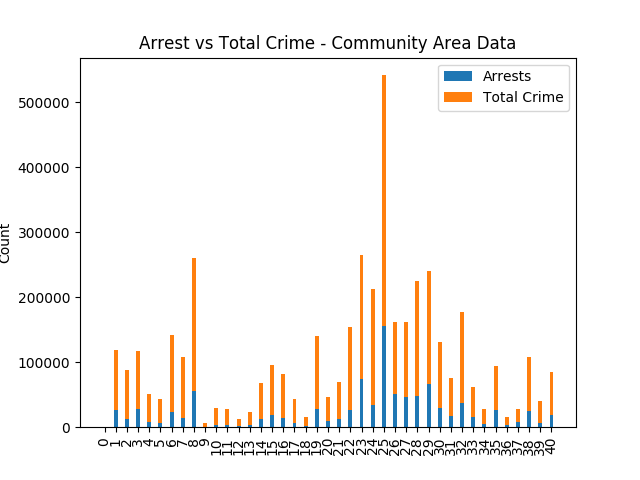 Arrest vs Total Crime - Community Area Data
Arrests
Total Crime
Count
500000
400000
300000
200000
100000
0
0 1 2 3 4 5 6 7 8 9 10 11 12 13 14 15 16 17 18 19 20 21 22 23 24 25 26 27 28 29 30 31 32 33 34 35 36 37 38 39 40